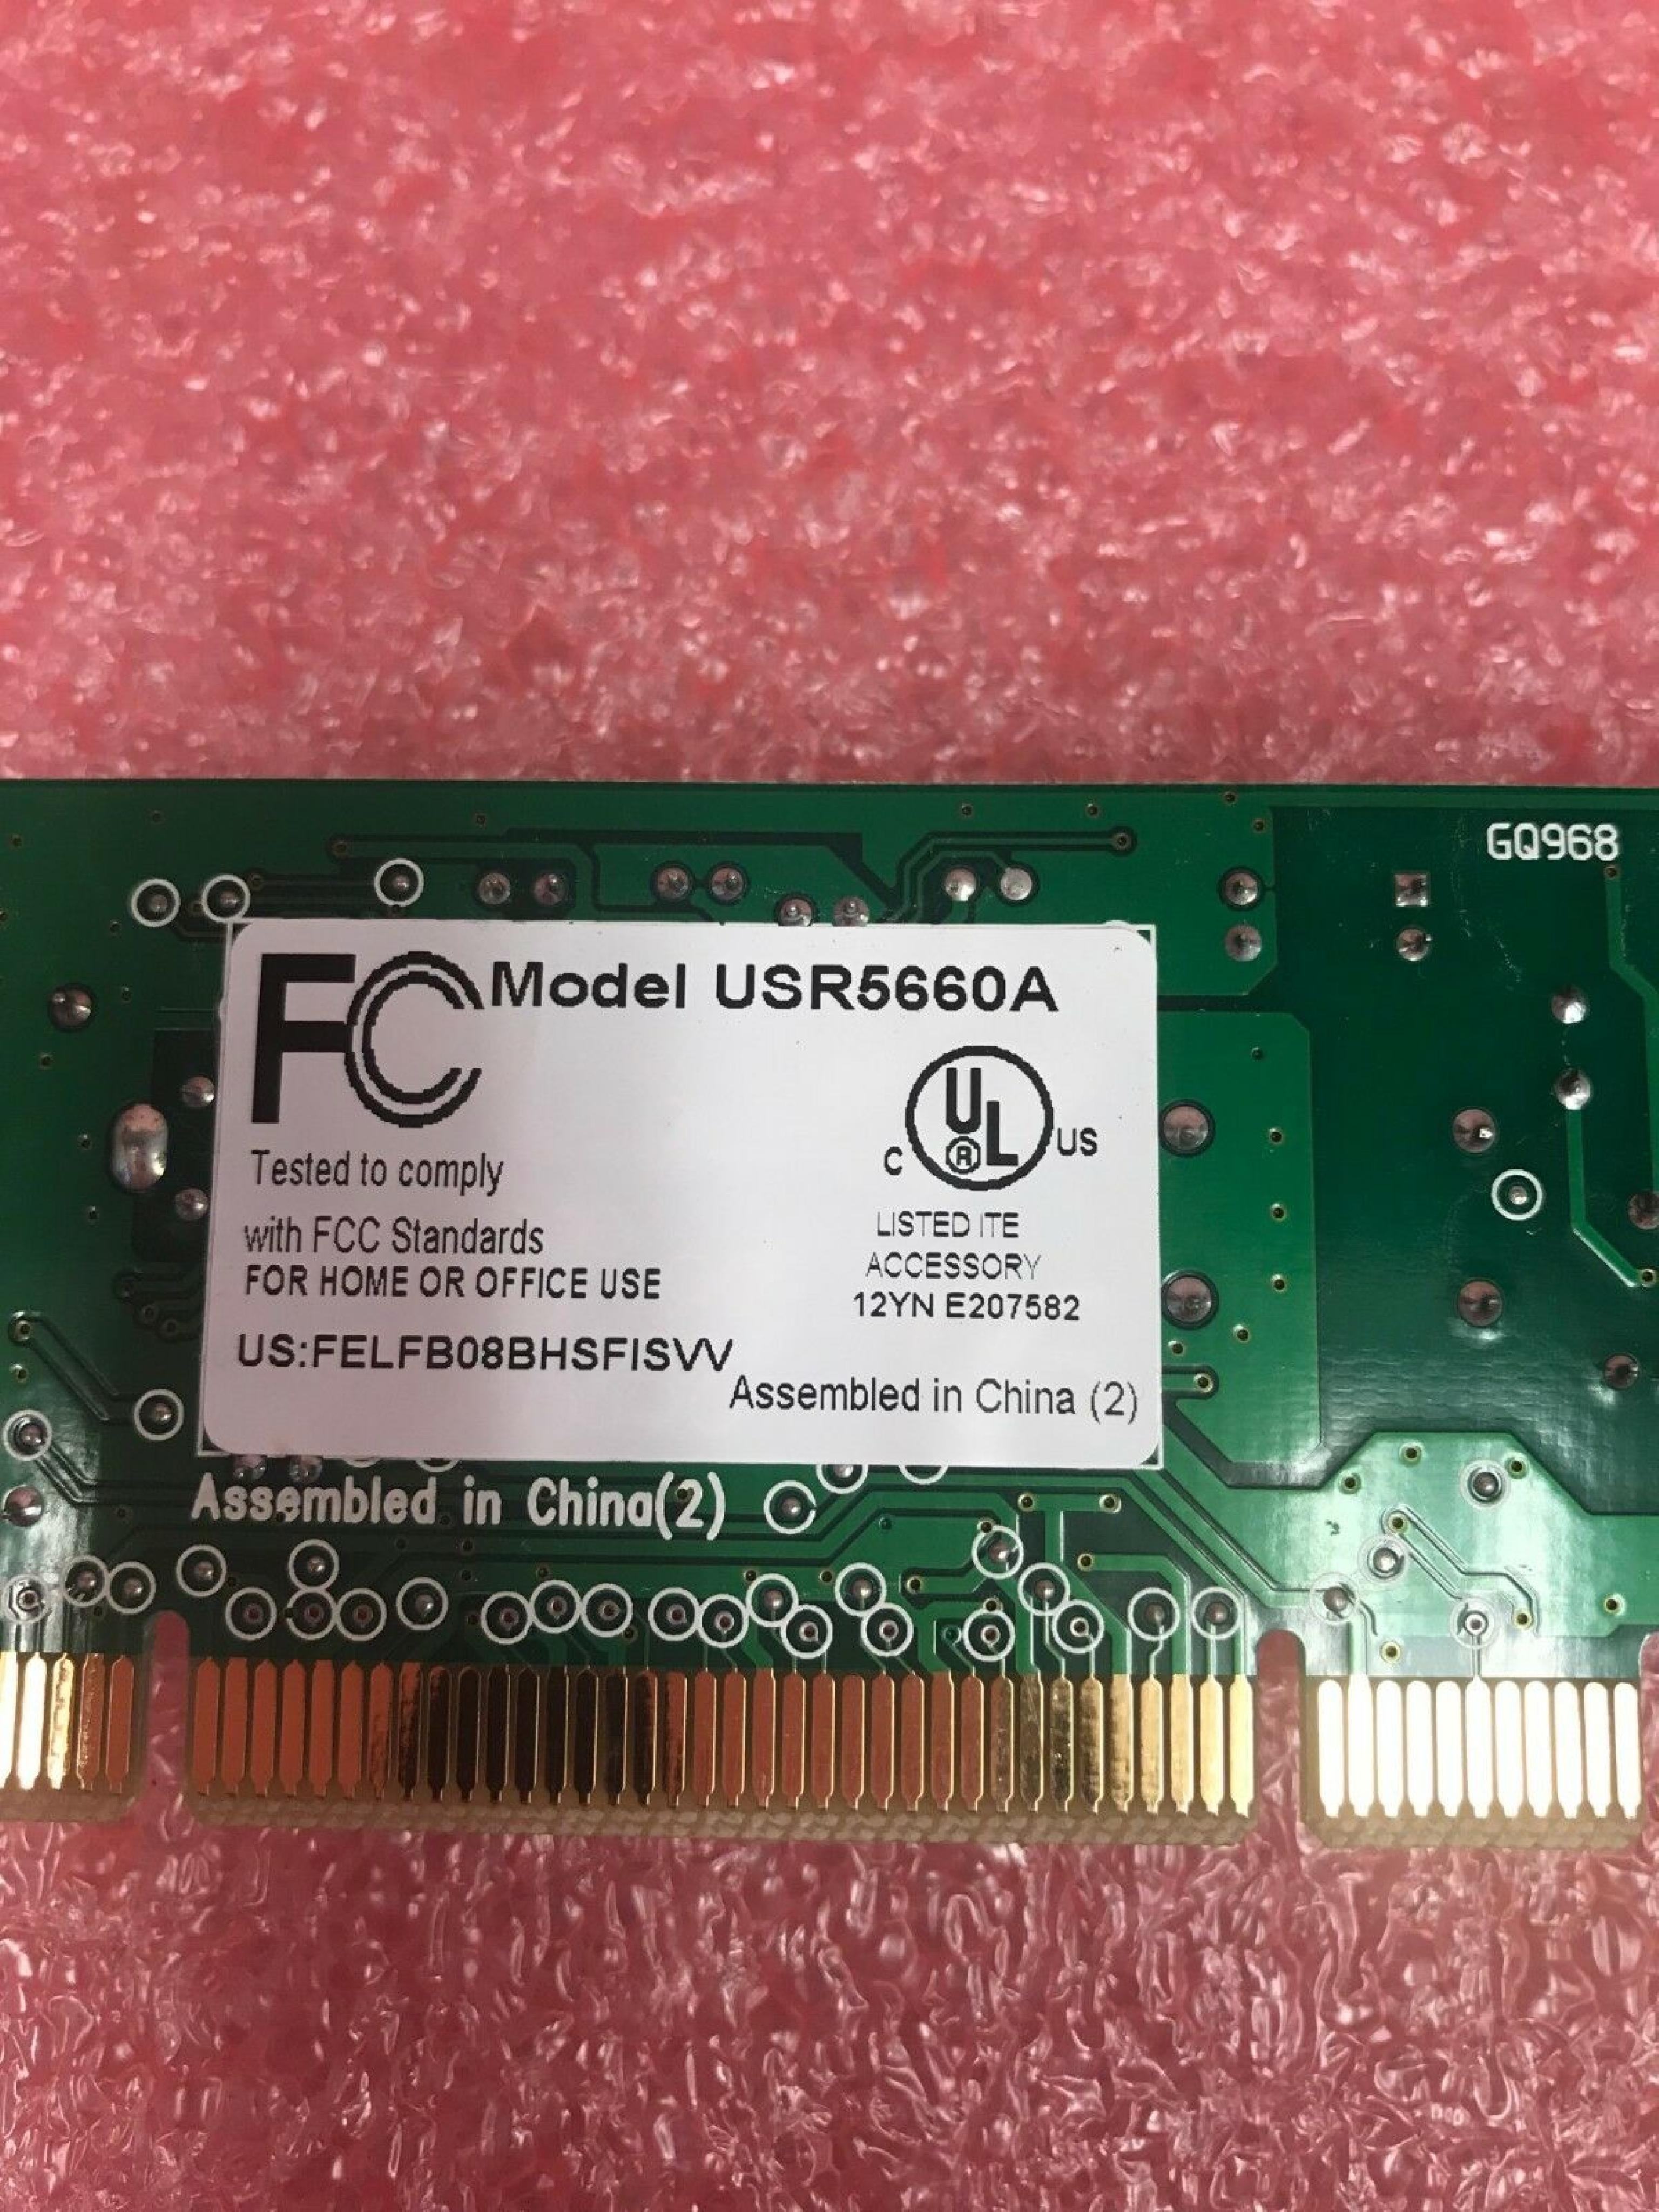 GQ968
FC Model USR5660A
C UL® US
Tested to comply
with FCC Standards
FOR HOME OR OFFICE USE
LISTED ITE
ACCESSORY
12YN E207582
US:FELFB08BHSFISVV
Assembled in China (2)
Assembled in China(2)